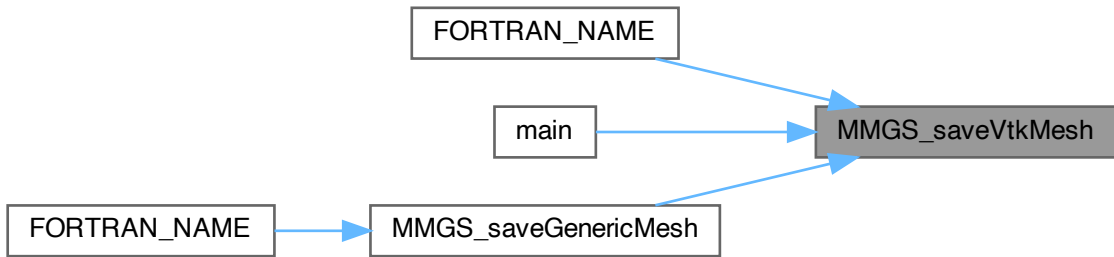 FORTRAN_NAME
main
MMGS_saveVtkMesh
FORTRAN_NAME
MMGS_saveGenericMesh